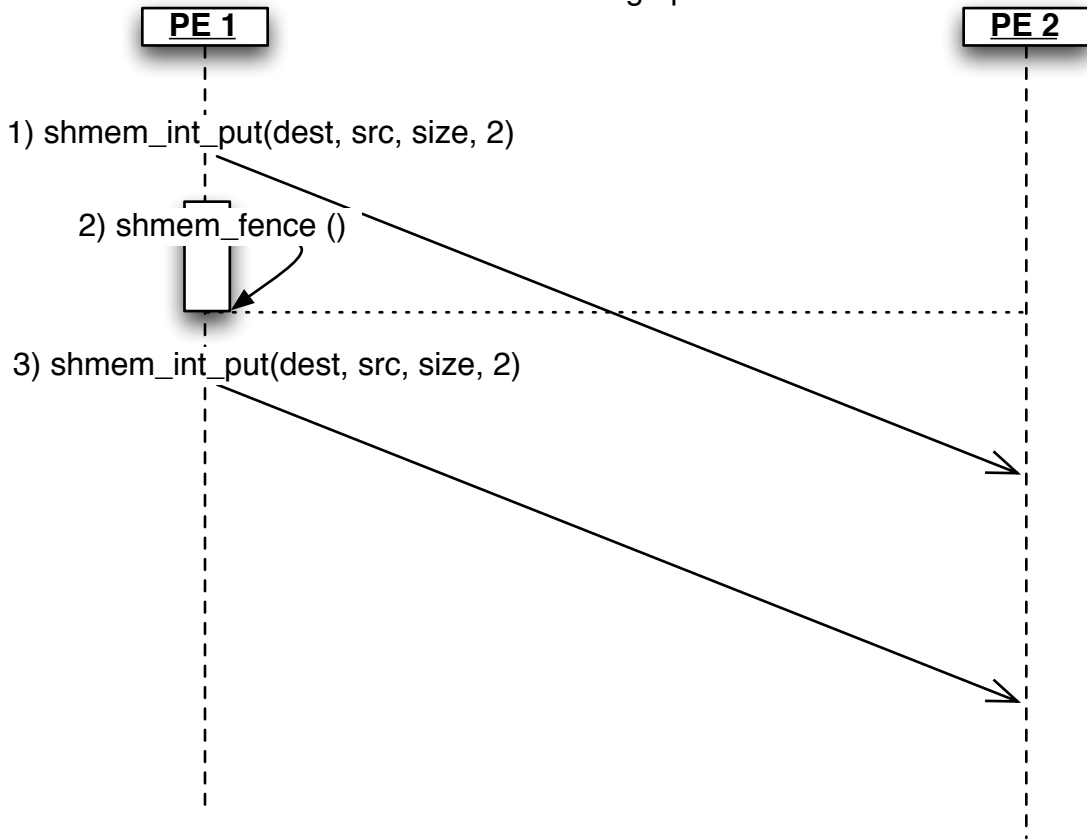 PE 1
PE 2
1) shmem_int_put(dest, src, size, 2)
2) shmem_fence ()
3) shmem_int_put(dest, src, size, 2)